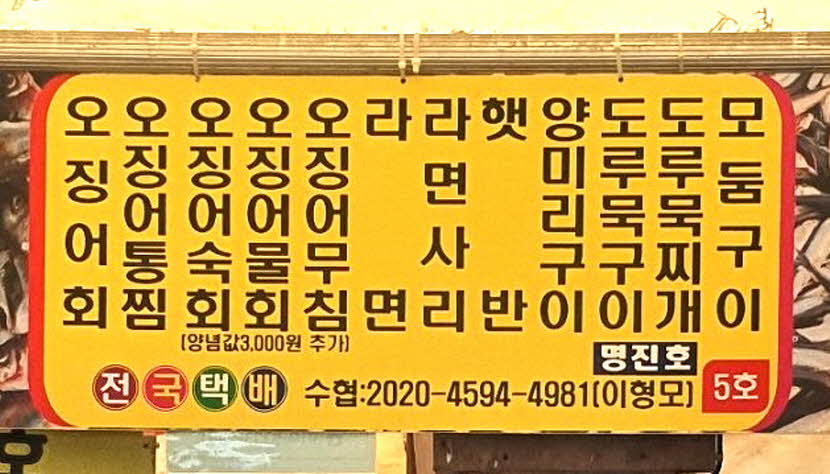 오징어회
오징어통찜
오징어숙회
오징어물회
오징어무침
라면
라면사리
햇반
양미리구이
도루묵구이
도루묵찌개
모둠구이
(양념값3,000원 추가)
명진호
전국택배
수협:2020-4594-4981(이형모)
5호